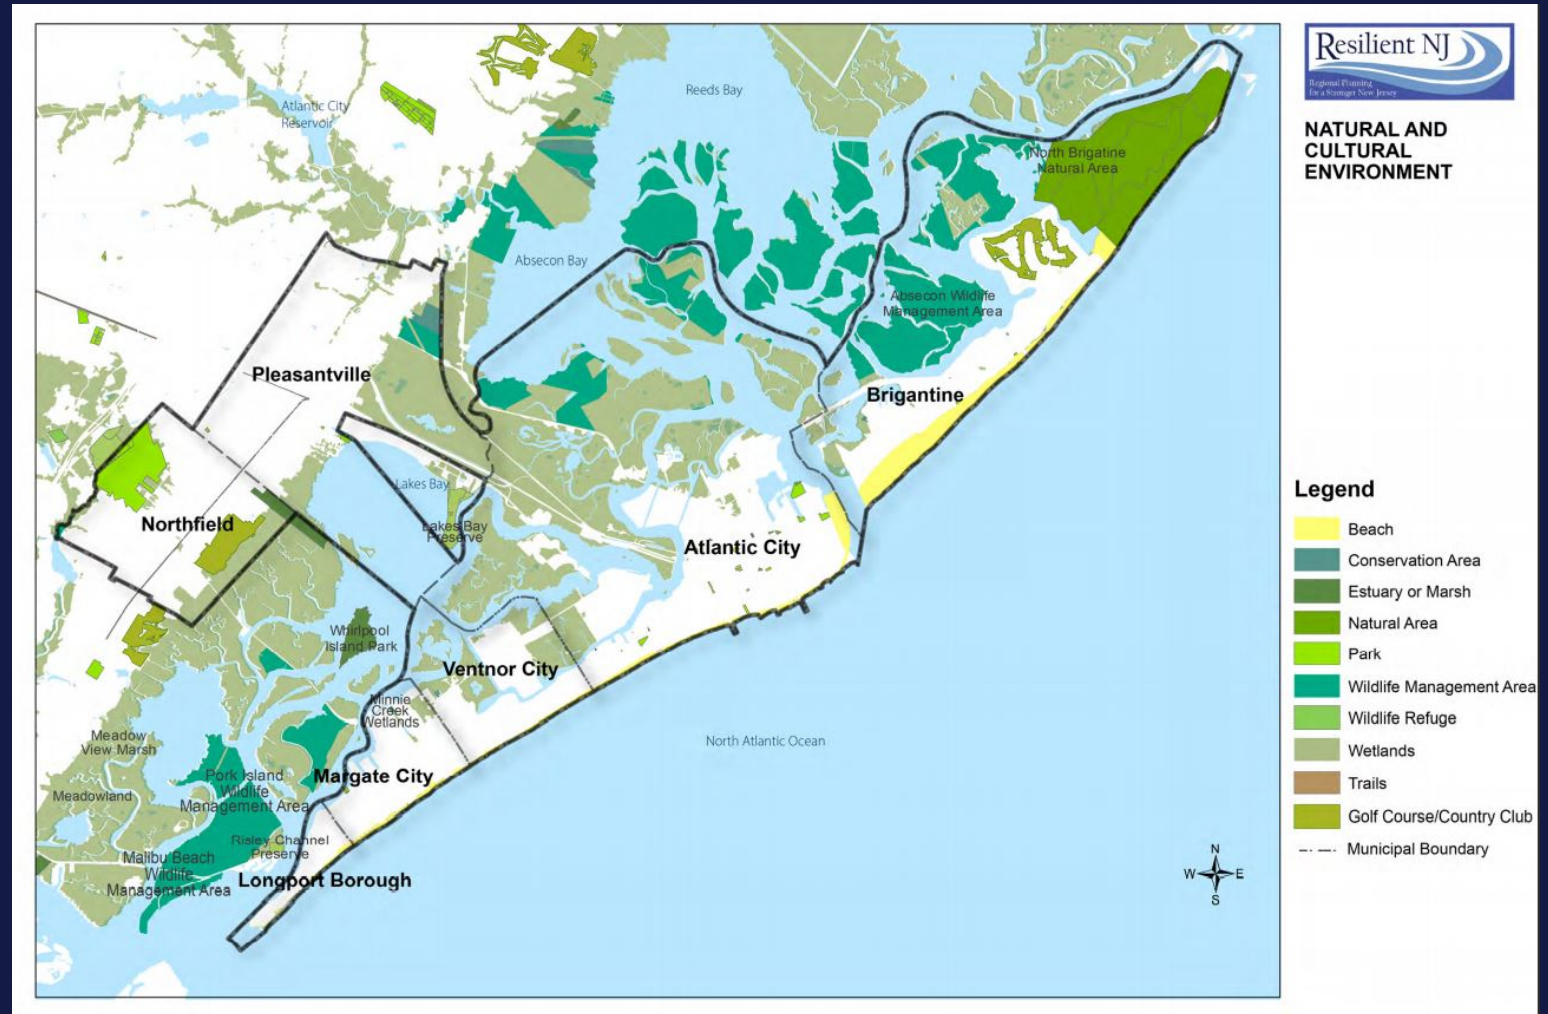 Resilient NJ
Regional Planning
for a Stronger New Jersey
NATURAL AND
CULTURAL
ENVIRONMENT
Reeds Bay
Atlantic City
Reservoir
North Brigatine
Natural Area
Absecon Bay
Absecon Wildlife
Management Area
Pleasantville
Brigantine
Lakes Bay
Northfield
Lakes Bay
Preserve
Atlantic City
Whirlpool
Island Park
Ventnor City
Minnie
Creek
Wetlands
Meadow
View Marsh
North Atlantic Ocean
Pork Island
Wildlife
Management Area
Margate City
Meadowland
Risley Channel
Preserve
Malibu Beach
Wildlife
Management Area
Longport Borough
Legend
Beach
Conservation Area
Estuary or Marsh
Natural Area
Park
Wildlife Management Area
Wildlife Refuge
Wetlands
Trails
Golf Course/Country Club
Municipal Boundary
N
W E
S